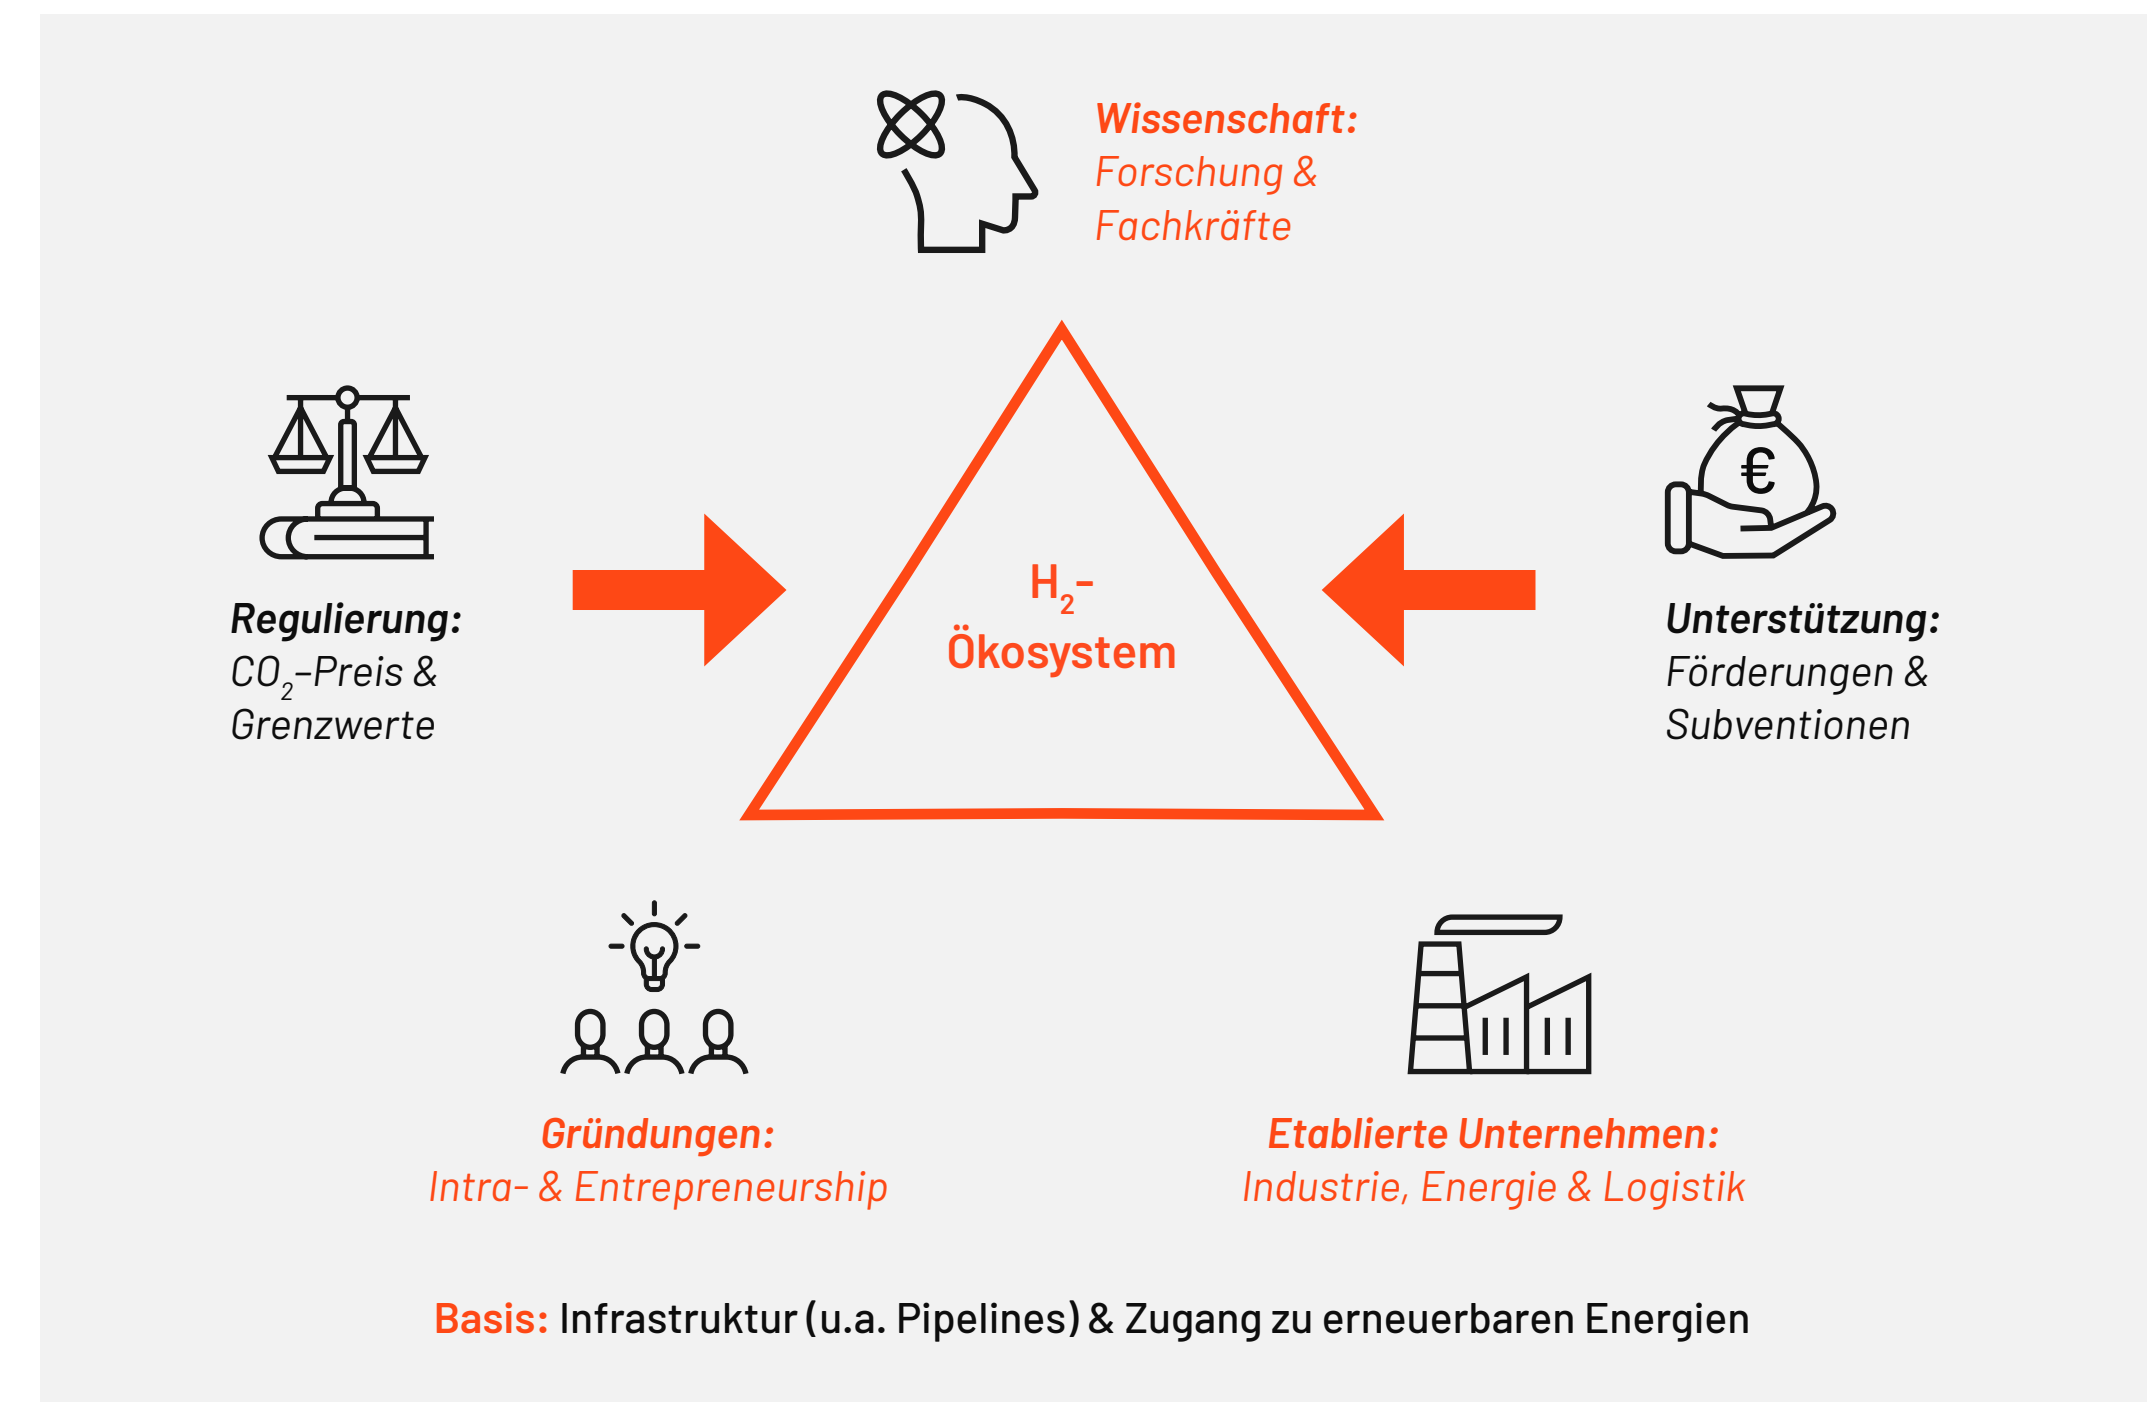 Wissenschaft:
Forschung &
Fachkräfte
€
Regulierung:
CO₂-Preis &
Grenzwerte
H₂-
Ökosystem
Unterstützung:
Förderungen &
Subventionen
Gründungen:
Intra- & Entrepreneurship
Etablierte Unternehmen:
Industrie, Energie & Logistik
Basis: Infrastruktur (u.a. Pipelines) & Zugang zu erneuerbaren Energien